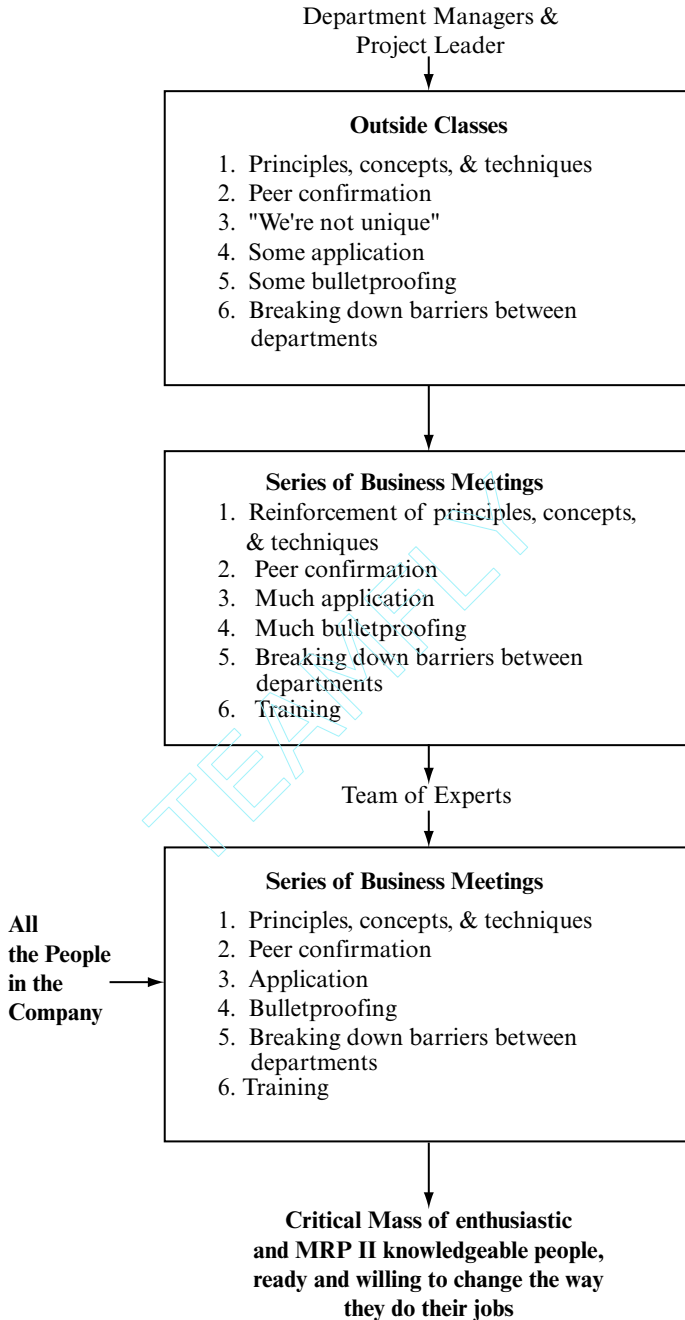 Department Managers &
Project Leader
Outside Classes
1. Principles, concepts, & techniques
2. Peer confirmation
3. "We're not unique"
4. Some application
5. Some bulletproofing
6. Breaking down barriers between
departments
Series of Business Meetings
1. Reinforcement of principles, concepts,
& techniques
2. Peer confirmation
3. Much application
4. Much bulletproofing
5. Breaking down barriers between
departments
6. Training
TEAMFLY
Team of Experts
Series of Business Meetings
1. Principles, concepts, & techniques
2. Peer confirmation
3. Application
4. Bulletproofing
5. Breaking down barriers between
departments
6. Training
All
the People
in the
Company
Critical Mass of enthusiastic
and MRP II knowledgeable people,
ready and willing to change the way
they do their jobs